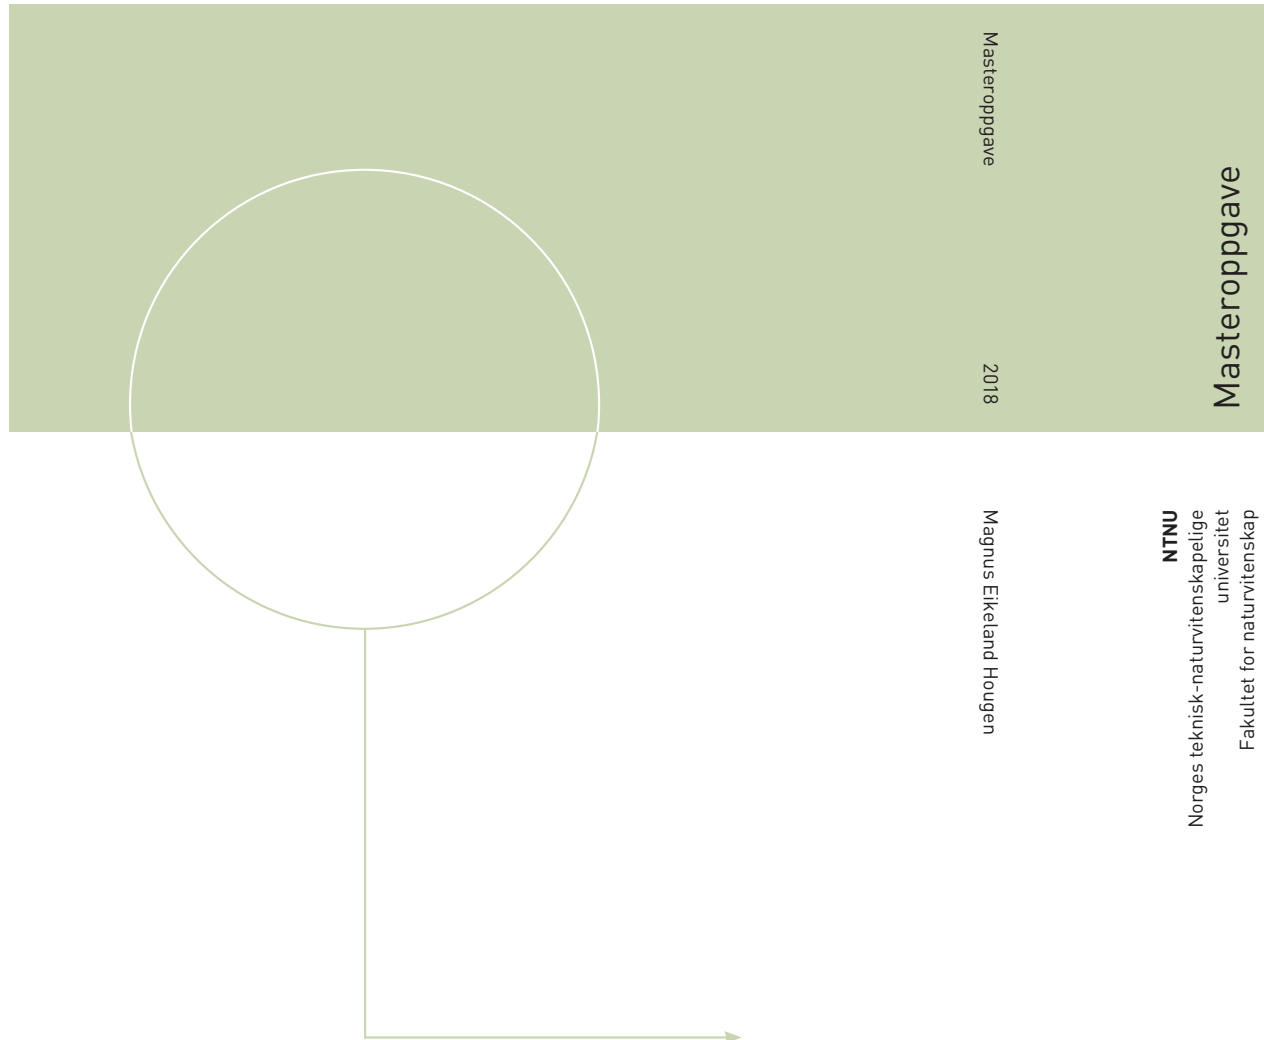 Masteroppgave
2018
Magnus Eikeland Hougen
Masteroppgave
NTNU
Norges teknisk-naturvitenskapelige
universitet
Fakultet for naturvitenskap